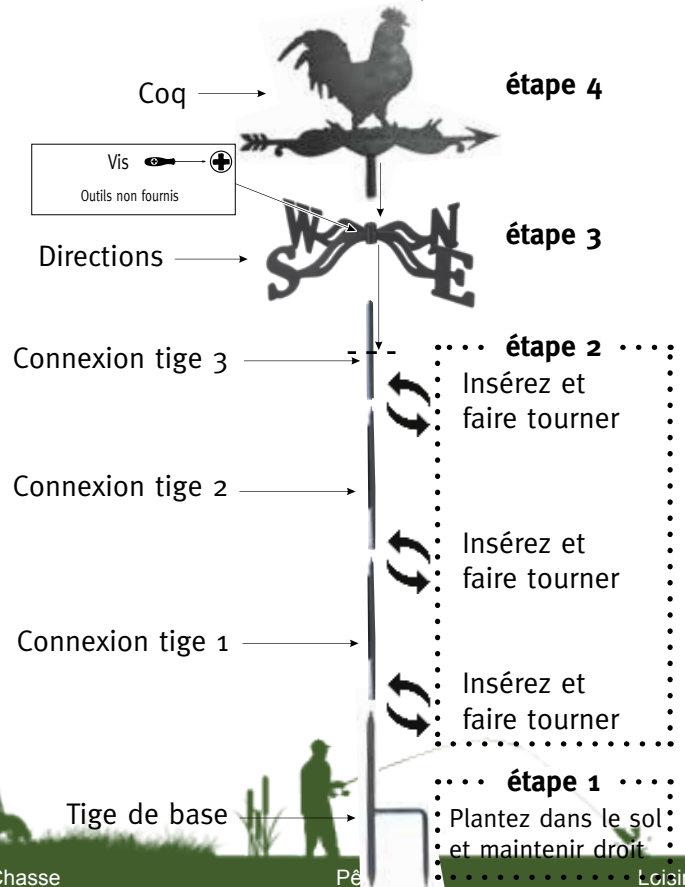 Coq
étape 4
Vis
Outils non fournis
W N
S E
étape 3
Directions
étape 2
Connexion tige 3
Insérez et
faire tourner
Connexion tige 2
Insérez et
faire tourner
Connexion tige 1
Insérez et
faire tourner
étape 1
Tige de base
Plantez dans le sol
et maintenir droit
Chasse